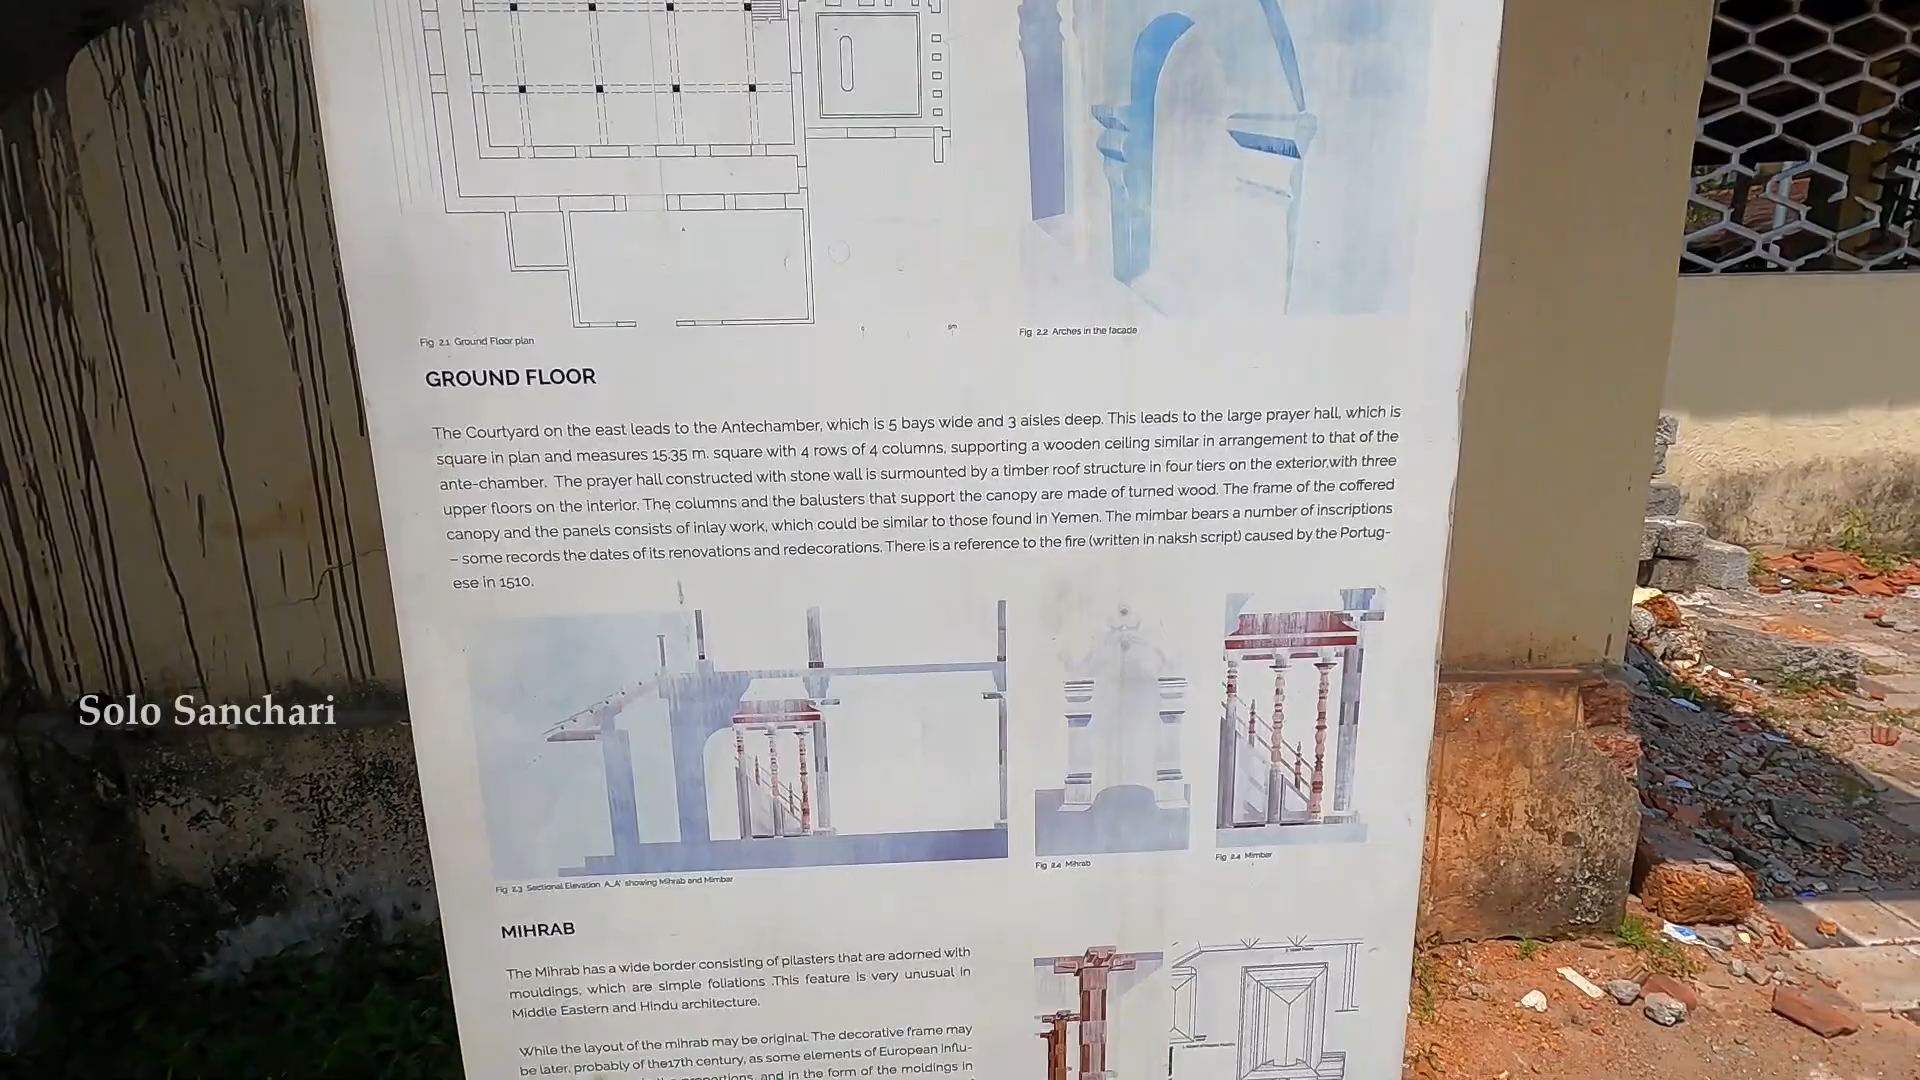 Fig 2.1 Ground Floor plan
0
6m
Fig 2.2 Arches in the facade
GROUND FLOOR
The Courtyard on the east leads to the Antechamber, which is 5 bays wide and 3 aisles deep. This leads to the large prayer hall, which is
square in plan and measures 15.35 m. square with 4 rows of 4 columns, supporting a wooden ceiling similar in arrangement to that of the
ante-chamber. The prayer hall constructed with stone wall is surmounted by a timber roof structure in four tiers on the exterior,with three
upper floors on the interior. The columns and the balusters that support the canopy are made of turned wood. The frame of the coffered
canopy and the panels consists of inlay work, which could be similar to those found in Yemen. The mimbar bears a number of inscriptions
– some records the dates of its renovations and redecorations. There is a reference to the fire (written in naksh script) caused by the Portug-
ese in 1510.
Solo Sanchari
Fig 2.3 Sectional Elevation A_A' showing Mihrab and Mimbar
Fig 2.4 Mihrab
Fig 2.4 Mimbar
MIHRAB
The Mihrab has a wide border consisting of pilasters that are adorned with
mouldings, which are simple foliations .This feature is very unusual in
Middle Eastern and Hindu architecture.
While the layout of the mihrab may be original. The decorative frame may
be later, probably of the17th century, as some elements of European influ-
proportions, and in the form of the moldings in